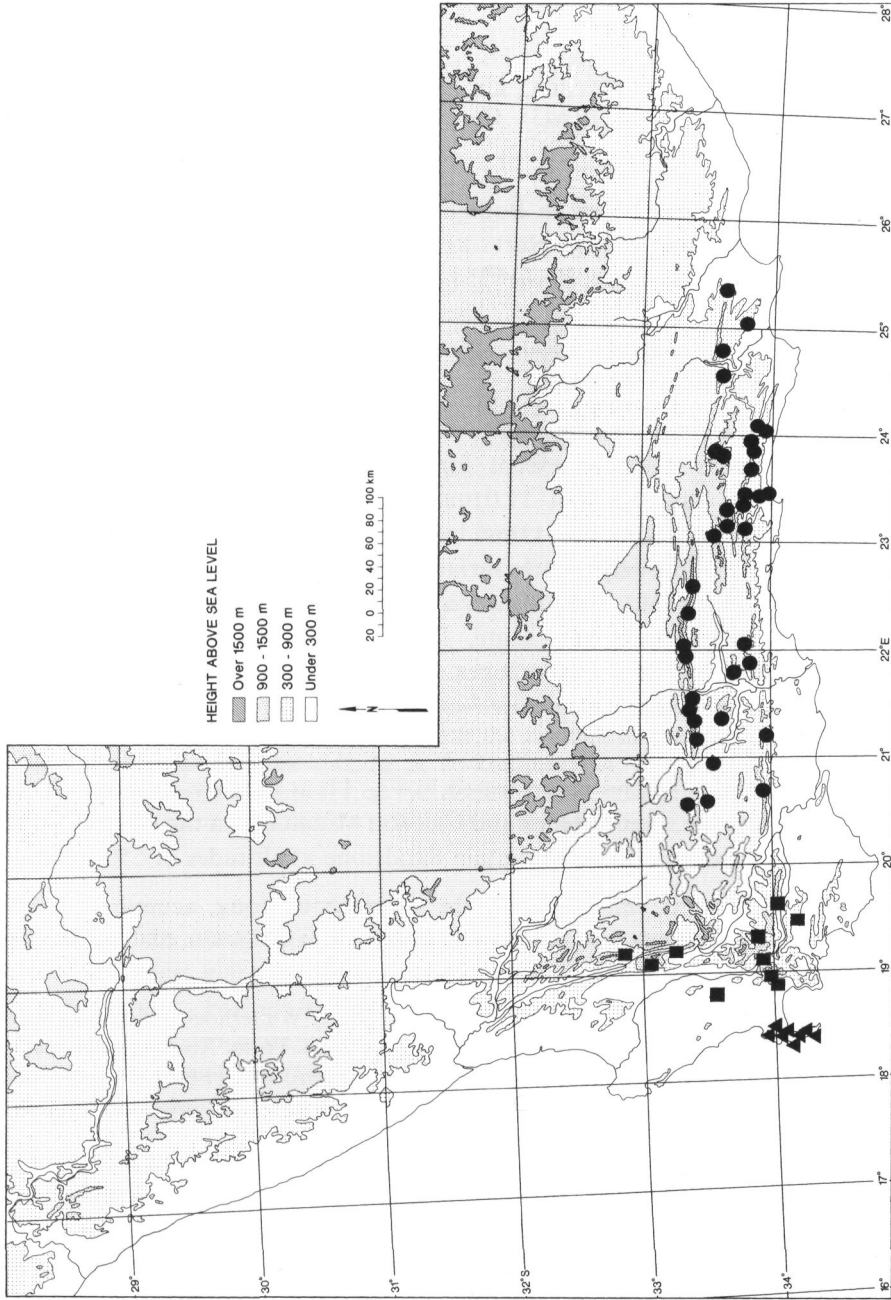 HEIGHT ABOVE SEA LEVEL
Over 1500 m
900 - 1500 m
300 - 900 m
Under 300 m
N
20 0 20 40 60 80 100 km
29°
30°
31°
32°S
33°
34°
16°
17°
18°
19°
20°
21°
22°E
23°
24°
25°
26°
27°
28°